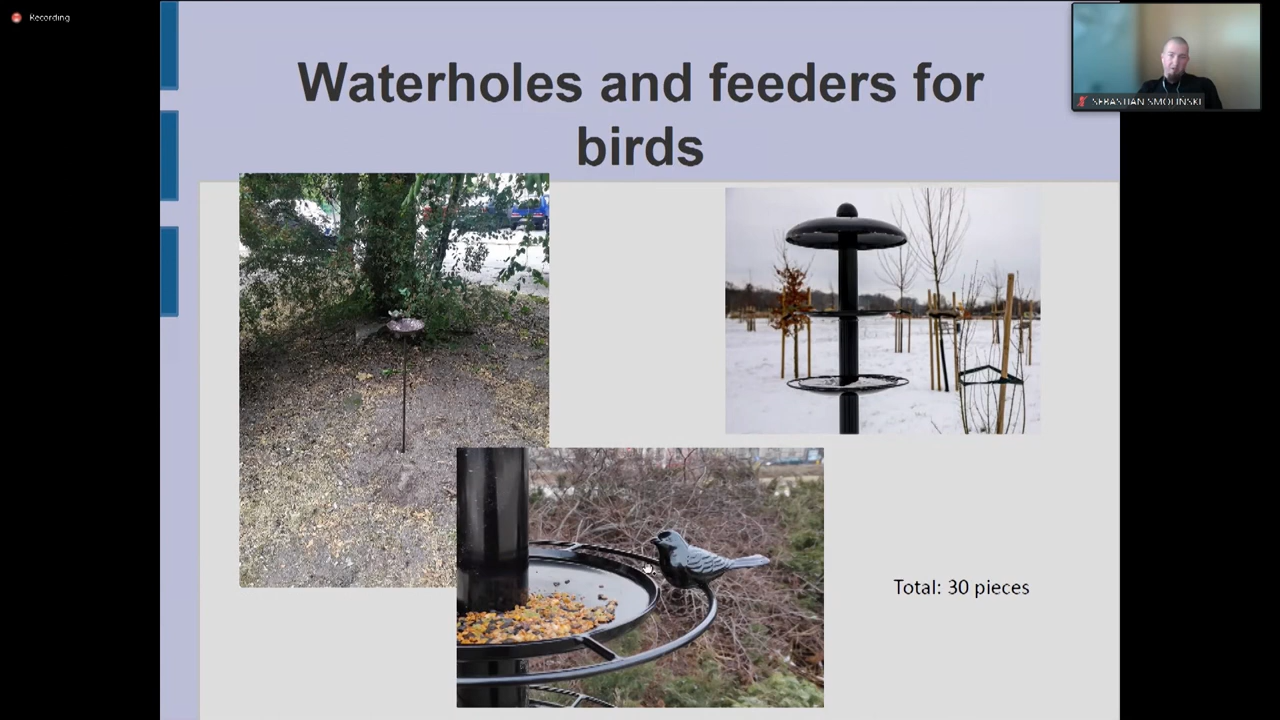 Recording
Waterholes and feeders for
birds
SEBASTIAN SMOLINSKI
Total: 30 pieces